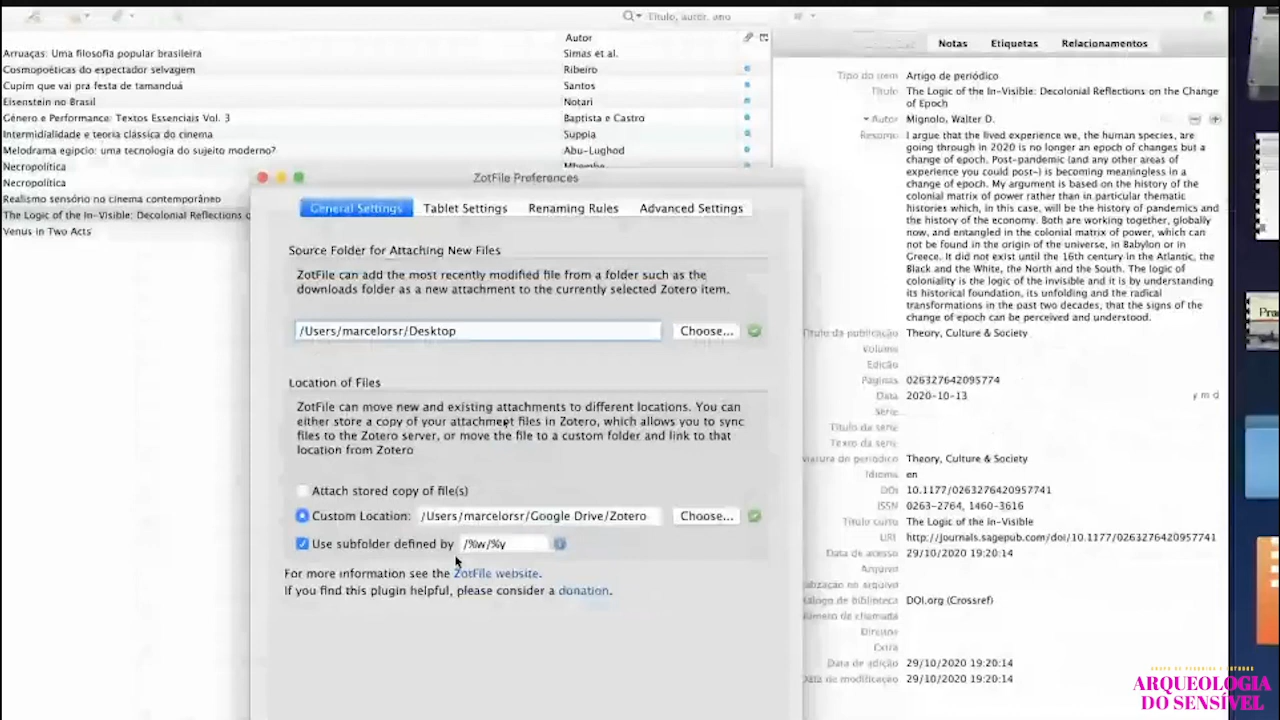 Título, autor, ano
Autor
Arruaças: Uma filosofia popular brasileira
Simas et al.
Cosmopoéticas do espectador selvagem
Ribeiro
Cupim que vai pra festa de tamanduá
Santos
Eisenstein no Brasil
Notari
Gênero e Performance: Textos Essenciais Vol. 3
Baptista e Castro
Intermidialidade e teoria clássica do cinema
Suppia
Melodrama egipcio: uma tecnologia do sujeito moderno?
Abu-Lughod
Necropolítica
Mbembe
Necropolítica
Realismo sensório no cinema contemporâneo
The Logic of the In-Visible: Decolonial Reflections o
Venus in Two Acts
ZotFile Preferences
General Settings
Tablet Settings
Renaming Rules
Advanced Settings
Source Folder for Attaching New Files
ZotFile can add the most recently modified file from a folder such as the
downloads folder as a new attachment to the currently selected Zotero item.
/Users/marcelorsr/Desktop
Choose...
Location of Files
ZotFile can move new and existing attachments to different locations. You can
either store a copy of your attachment files in Zotero, which allows you to sync
files to the Zotero server, or move the file to a custom folder and link to that
location from Zotero
Attach stored copy of file(s)
Custom Location: /Users/marcelorsr/Google Drive/Zotero
Choose...
Use subfolder defined by /%w/%y
For more information see the ZotFile website.
If you find this plugin helpful, please consider a donation.
Notas
Etiquetas
Relacionamentos
Tipo do item Artigo de periódico
Título The Logic of the In-Visible: Decolonial Reflections on the Change
of Epoch
Autor Mignolo, Walter D.
Resumo: I argue that the lived experience we, the human species, are
going through in 2020 is no longer an epoch of changes but a
change of epoch. Post-pandemic (and any other areas of
experience you could post-) is becoming meaningless in a
change of epoch. My argument is based on the history of the
colonial matrix of power rather than in particular thematic
histories which, in this case, will be the history of pandemics and
the history of the economy. Both are working together, globally
now, and entangled in the colonial matrix of power, which can
not be found in the origin of the universe, in Babylon or in
Greece. It did not exist until the 16th century in the Atlantic, the
Black and the White, the North and the South. The logic of
coloniality is the logic of the invisible and it is by understanding
its historical foundation, its unfolding and the radical
transformations in the past two decades, that the signs of the
change of epoch can be perceived and understood.
Título da publicação Theory, Culture & Society
Volume
Edição
Páginas 026327642095774
Data 2020-10-13
y m d
Série
Título da série
Texto da série
viatura do periódico Theory, Culture & Society
Idioma en
DOI 10.1177/0263276420957741
ISSN 0263-2764, 1460-3616
Título curto The Logic of the In-Visible
URL http://journals.sagepub.com/doi/10.1177/0263276420957741
Data de acesso 29/10/2020 19:20:14
Arquivo
alização no arquivo
álogo de biblioteca DOI.org (Crossref)
úmero de chamada
Direitos
Extra
Data de adição 29/10/2020 19:20:14
Data de modificação 29/10/2020 19:20:14
Pra
ARQUEOLOGIA
DO SENSÍVEL